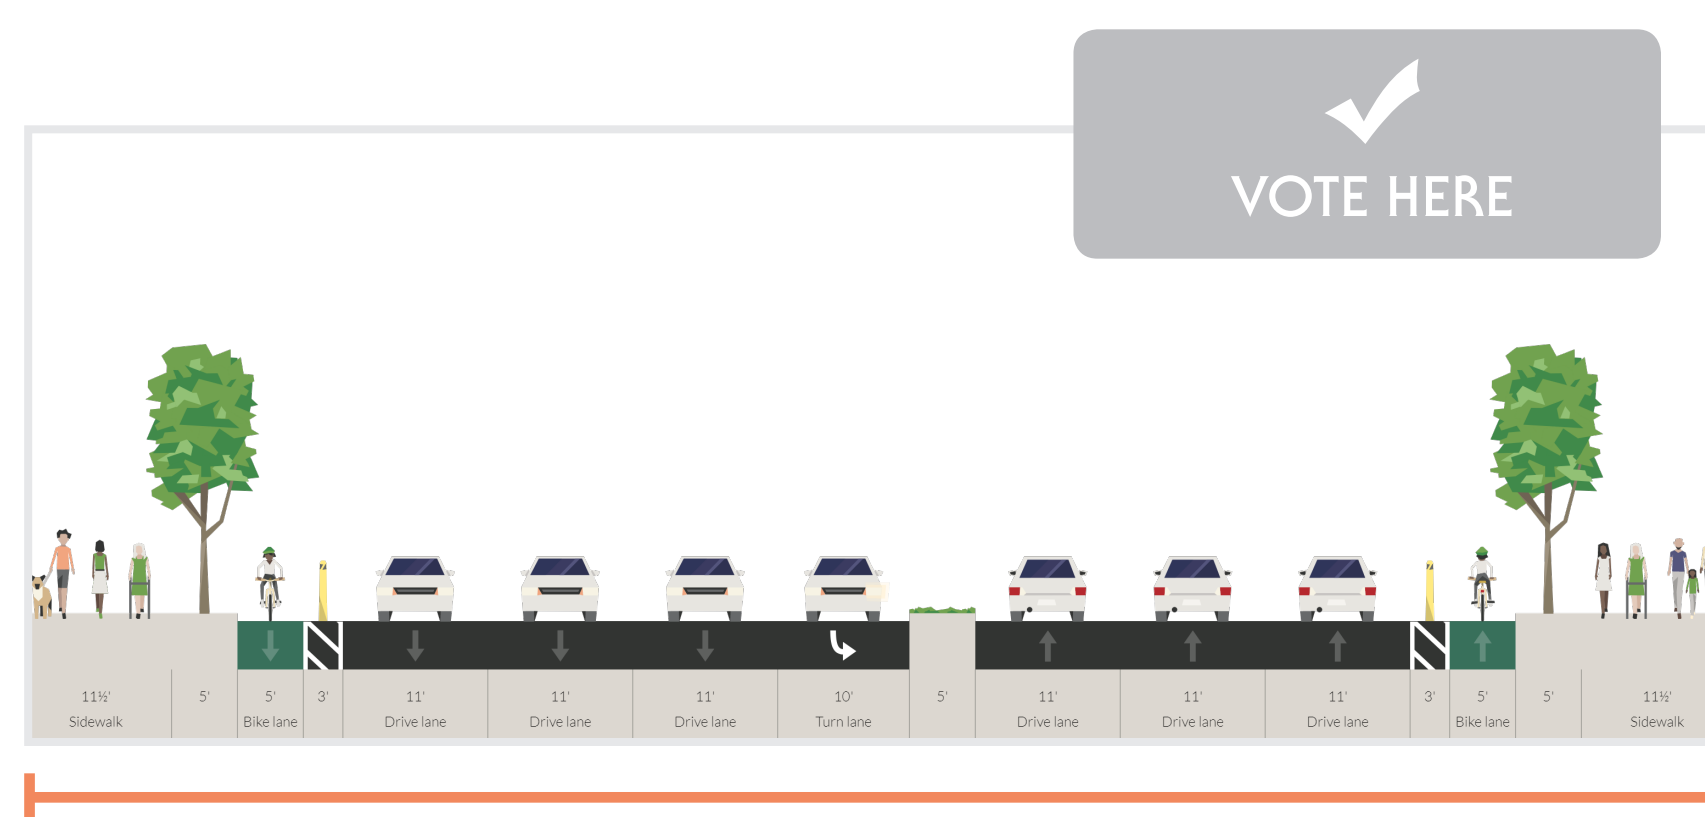 VOTE HERE
11½' 5' 5' 3' 11' 11' 11' 10' 5' 11' 11' 11' 3' 5' 5' 11½'
Sidewalk Bike lane Drive lane Drive lane Drive lane Turn lane Drive lane Drive lane Drive lane Bike lane Sidewalk